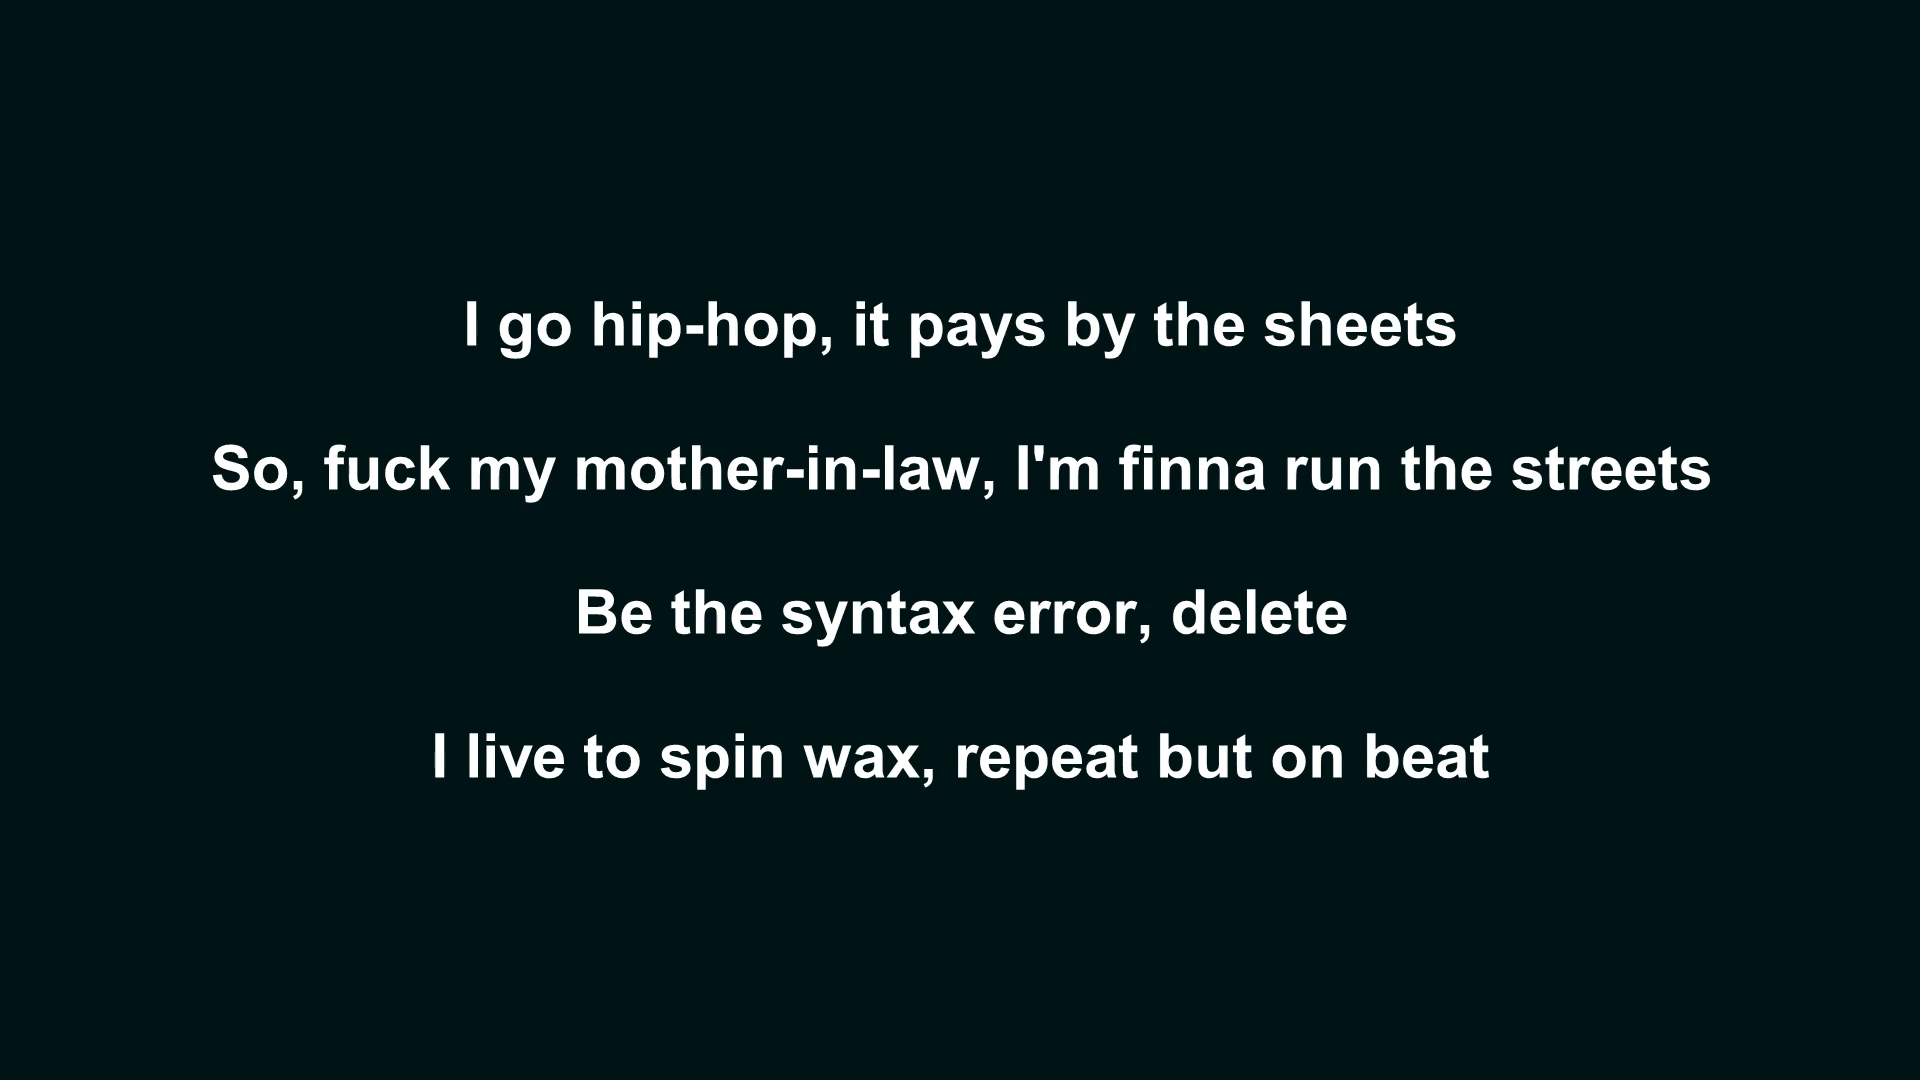 I go hip-hop, it pays by the sheets
So, fuck my mother-in-law, I'm finna run the streets
Be the syntax error, delete
I live to spin wax, repeat but on beat